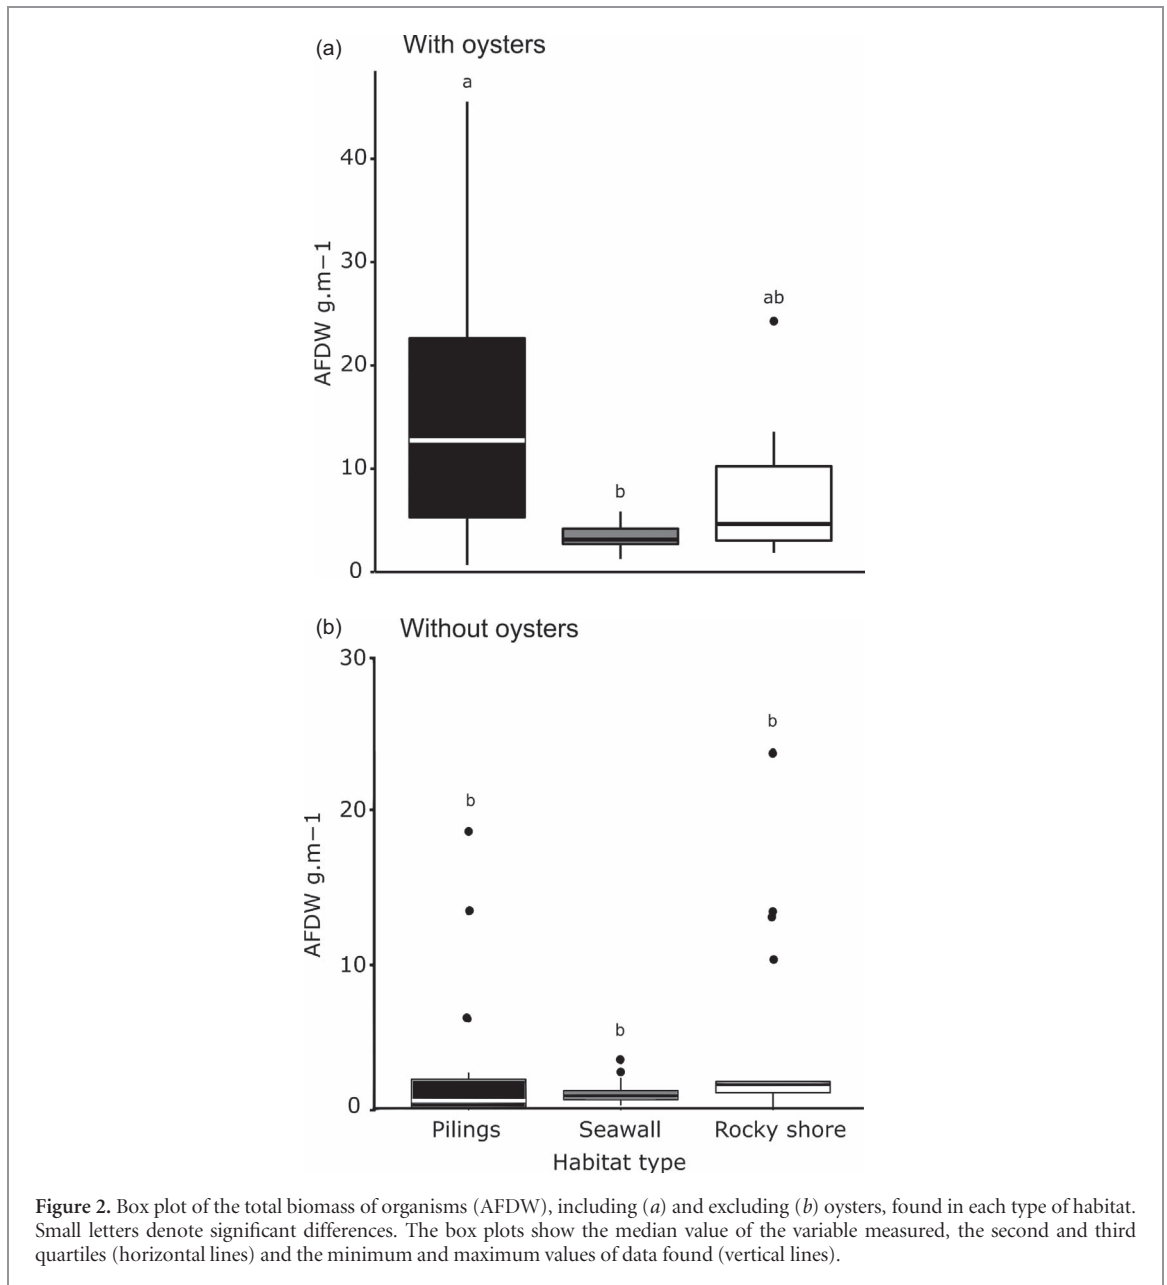 (a) With oysters
a
40
30
ab
20
10
b
0
AFDW g.m−1
(b) Without oysters
30
b
20
b
10
b
0
AFDW g.m−1
Pilings Seawall Rocky shore
Habitat type
Figure 2. Box plot of the total biomass of organisms (AFDW), including (a) and excluding (b) oysters, found in each type of habitat.
Small letters denote significant differences. The box plots show the median value of the variable measured, the second and third
quartiles (horizontal lines) and the minimum and maximum values of data found (vertical lines).